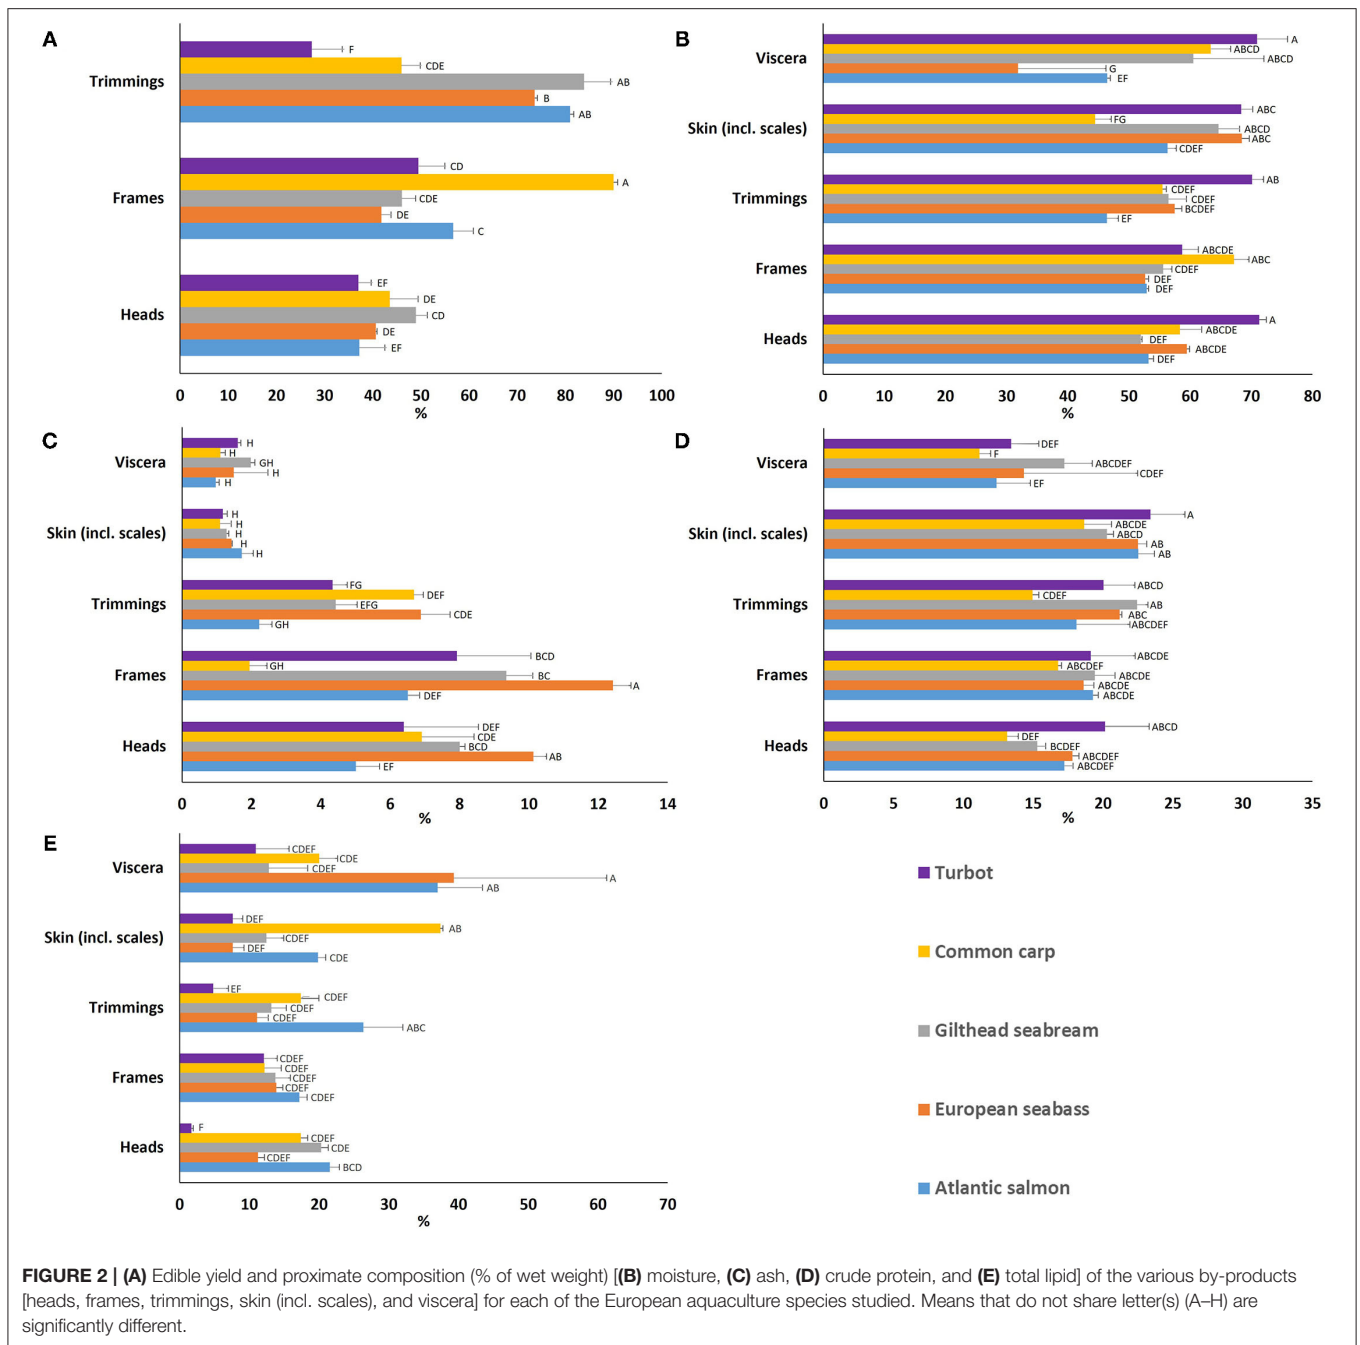 A
Trimmings
F
CDE
AB
B
AB
Frames
CD
A
CDE
DE
C
Heads
EF
DE
CD
DE
EF
0 10 20 30 40 50 60 70 80 90 100
%
B
Viscera
A
ABCD
ABCD
G
EF
Skin (incl. scales)
ABC
FG
ABCD
ABC
CDEF
Trimmings
AB
CDEF
CDEF
BCDEF
EF
Frames
ABCDE
ABC
CDEF
DEF
DEF
Heads
A
ABCDE
DEF
ABCDE
DEF
0 10 20 30 40 50 60 70 80
%
C
Viscera
H
H
GH
H
H
Skin (incl. scales)
H
H
H
H
H
Trimmings
FG
DEF
EFG
CDE
GH
Frames
BCD
GH
BC
A
DEF
Heads
DEF
CDE
BCD
AB
EF
0 2 4 6 8 10 12 14
%
D
Viscera
DEF
F
ABCDEF
CDEF
EF
Skin (incl. scales)
A
ABCDE
ABCD
AB
AB
Trimmings
ABCD
CDEF
AB
ABC
ABCDEF
Frames
ABCDE
ABCDEF
ABCDE
ABCDE
ABCDE
Heads
ABCD
DEF
BCDEF
ABCDEF
ABCDEF
0 5 10 15 20 25 30 35
%
E
Viscera
CDEF
CDE
CDEF
A
AB
Skin (incl. scales)
DEF
AB
CDEF
DEF
CDE
Trimmings
EF
CDEF
CDEF
CDEF
ABC
Frames
CDEF
CDEF
CDEF
CDEF
CDEF
Heads
F
CDEF
CDE
CDEF
BCD
0 10 20 30 40 50 60 70
%
Turbot
Common carp
Gilthead seabream
European seabass
Atlantic salmon
FIGURE 2 | (A) Edible yield and proximate composition (% of wet weight) [(B) moisture, (C) ash, (D) crude protein, and (E) total lipid] of the various by-products
[heads, frames, trimmings, skin (incl. scales), and viscera] for each of the European aquaculture species studied. Means that do not share letter(s) (A–H) are
significantly different.